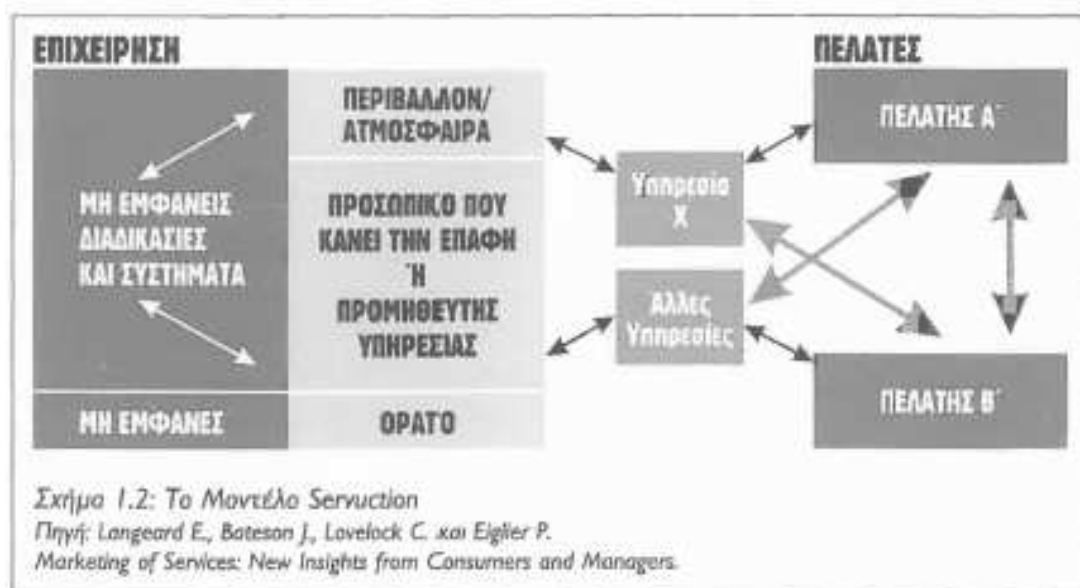 ΕΠΙΧΕΙΡΗΣΗ
ΠΕΛΑΤΕΣ
ΜΗ ΕΜΦΑΝΕΙΣ
ΔΙΑΔΙΚΑΣΙΕΣ
ΚΑΙ ΣΥΣΤΗΜΑΤΑ
ΜΗ ΕΜΦΑΝΕΣ
ΠΕΡΙΒΑΛΛΟΝ/
ΑΤΜΟΣΦΑΙΡΑ
ΠΡΟΣΩΠΙΚΟ ΠΟΥ
ΚΑΝΕΙ ΤΗΝ ΕΠΑΦΗ
Ή
ΠΡΟΜΗΘΕΥΤΗΣ
ΥΠΗΡΕΣΙΑΣ
ΟΡΑΤΟ
Υπηρεσία
Χ
Άλλες
Υπηρεσίες
ΠΕΛΑΤΗΣ Α΄
ΠΕΛΑΤΗΣ Β΄
Σχήμα 1.2: Το Μοντέλο Servuction
Πηγή: Langeard E., Bateson J., Lovelock C. και Eiglier P.
Marketing of Services: New Insights from Consumers and Managers.